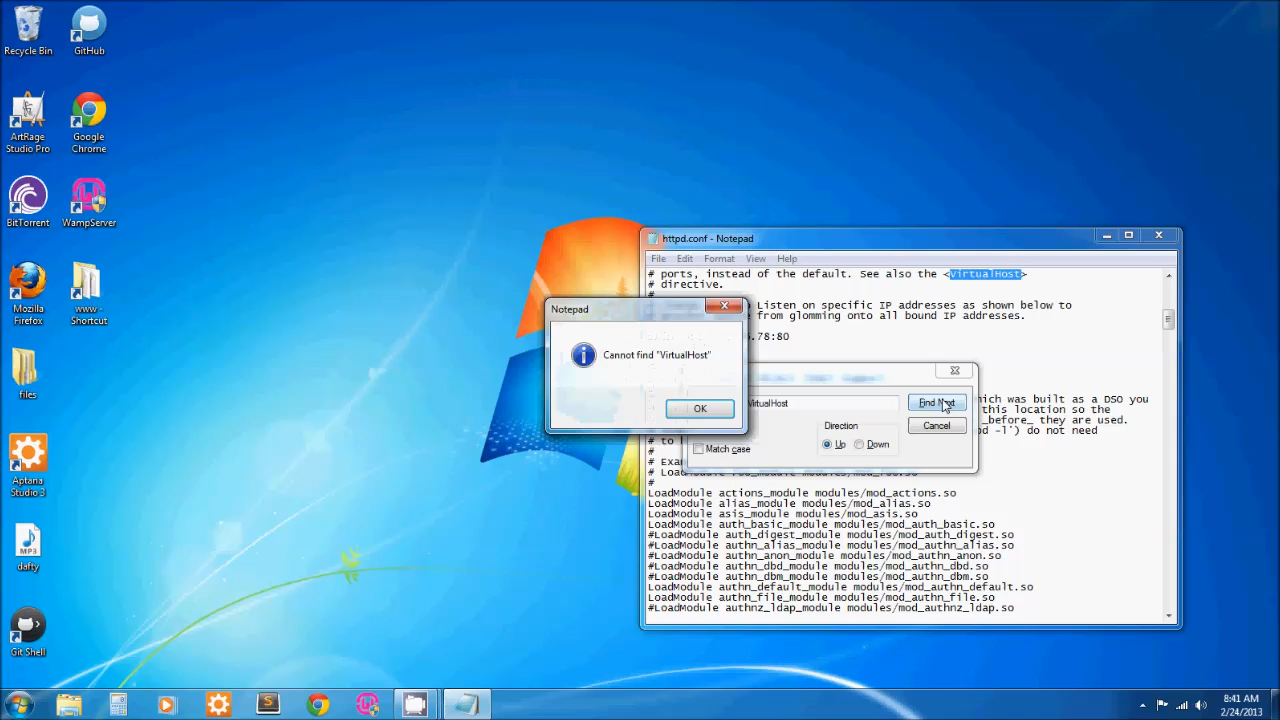 Recycle Bin
GitHub
ArtRage
Studio Pro
Google
Chrome
BitTorrent
WampServer
Mozilla
Firefox
www -
Shortcut
files
Aptana
Studio 3
MP3
dafty
Git Shell
httpd.conf - Notepad
File Edit Format View Help
# ports, instead of the default. See also the <VirtualHost>
# directive.
#
Listen on specific IP addresses as shown below to
from glomming onto all bound IP addresses.
.78:80
which was built as a DSO you
this location so the
_before_ they are used.
-l') do not need
# to
#
# Exa
#
LoadModule actions_module modules/mod_actions.so
LoadModule alias_module modules/mod_alias.so
LoadModule asis_module modules/mod_asis.so
LoadModule auth_basic_module modules/mod_auth_basic.so
#LoadModule auth_digest_module modules/mod_auth_digest.so
#LoadModule authn_alias_module modules/mod_authn_alias.so
#LoadModule authn_anon_module modules/mod_authn_anon.so
#LoadModule authn_dbd_module modules/mod_authn_dbd.so
#LoadModule authn_dbm_module modules/mod_authn_dbm.so
LoadModule authn_default_module modules/mod_authn_default.so
LoadModule authn_file_module modules/mod_authn_file.so
#LoadModule authnz_ldap_module modules/mod_authnz_ldap.so
Notepad
Cannot find "VirtualHost"
OK
VirtualHost
Find Next
Cancel
Direction
Up Down
Match case
8:41 AM
2/24/2013